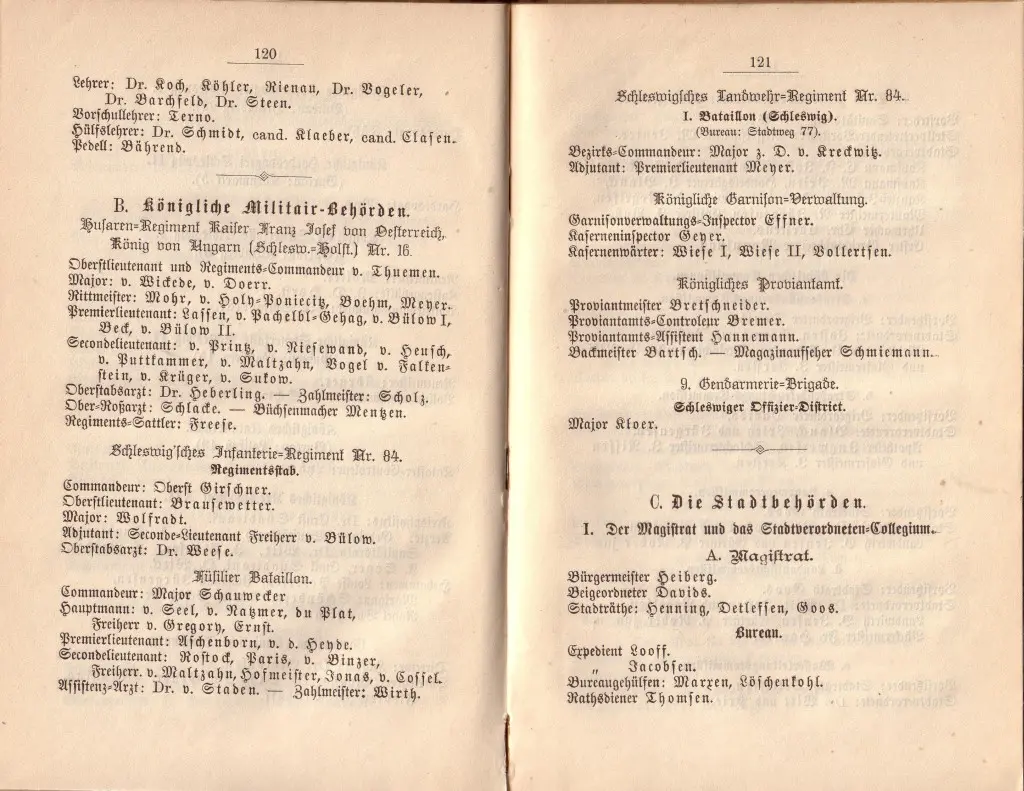 120
Lehrer: Dr. Koch, Köhler, Rienau, Dr. Vogeler,
Dr. Barchfeld, Dr. Steen.
Vorschullehrer: Terno.
Hülfslehrer: Dr. Schmidt, cand. Klaeber, cand. Clasen.
Pedell: Bährend.
B. Königliche Militair-Behörden.
Husaren-Regiment Kaiser Franz Josef von Oesterreich,
König von Ungarn (Schlesw.-Holst.) Nr. 16.
Oberstlieutenant und Regiments-Commandeur v. Thuemen.
Major: v. Wickede, v. Doerr.
Rittmeister: Mohr, v. Holy-Poniecitz, Boehm, Meyer.
Premierlieutenant: Lassen, v. Pachelbl-Gehag, v. Bülow I,
Beck, v. Bülow II.
Secondelieutenant: v. Printz, v. Niesewand, v. Heusch,
v. Puttkammer, v. Maltzahn, Vogel v. Falken-
stein, v. Krüger, v. Sukow.
Oberstabsarzt: Dr. Heberling. — Zahlmeister: Scholz.
Ober-Roßarzt: Schlacke. — Büchsenmacher Mentzen.
Regiments-Sattler: Freese.
Schleswig'sches Infanterie-Regiment Nr. 84.
Regimentsstab.
Commandeur: Oberst Girschner.
Oberstlieutenant: Brausewetter.
Major: Wolfradt.
Adjutant: Seconde-Lieutenant Freiherr v. Bülow.
Oberstabsarzt: Dr. Weese.
Füsilier Bataillon.
Commandeur: Major Schauwecker
Hauptmann: v. Seel, v. Natzmer, du Plat,
Freiherr v. Gregory, Ernst.
Premierlieutenant: Aschenborn, v. d. Heyde.
Secondelieutenant: Rostock, Paris, v. Binzer,
Freiherr. v. Maltzahn, Hofmeister, Jonas, v. Cossel.
Assistenz-Arzt: Dr. v. Staden. — Zahlmeister: Wirth.
121
Schleswigsches Landwehr-Regiment Nr. 84.
I. Bataillon (Schleswig).
(Bureau: Stadtweg 77).
Bezirks-Commandeur: Major z. D. v. Kreckwitz.
Adjutant: Premierlieutenant Meyer.
Königliche Garnison-Verwaltung.
Garnisonverwaltungs-Inspector Effner.
Kaserneninspector Geyer.
Kasernenwärter: Wiese I, Wiese II, Vollertsen.
Königliches Proviantamt.
Proviantmeister Bretschneider.
Proviantamts-Controleur Bremer.
Proviantamts-Assistent Hannemann.
Backmeister Bartsch. — Magazinaufseher Schmiemann.
9. Gendarmerie-Brigade.
Schleswiger Offizier-District.
Major Kloer.
C. Die Stadtbehörden.
I. Der Magistrat und das Stadtverordneten-Collegium.
A. Magistrat.
Bürgermeister Heiberg.
Beigeordneter Davids.
Stadträthe: Henning, Detlefsen, Goos.
Bureau.
Expedient Looff.
„ Jacobsen.
Bureaugehülfen: Marxen, Löschenkohl.
Rathsdiener Thomsen.